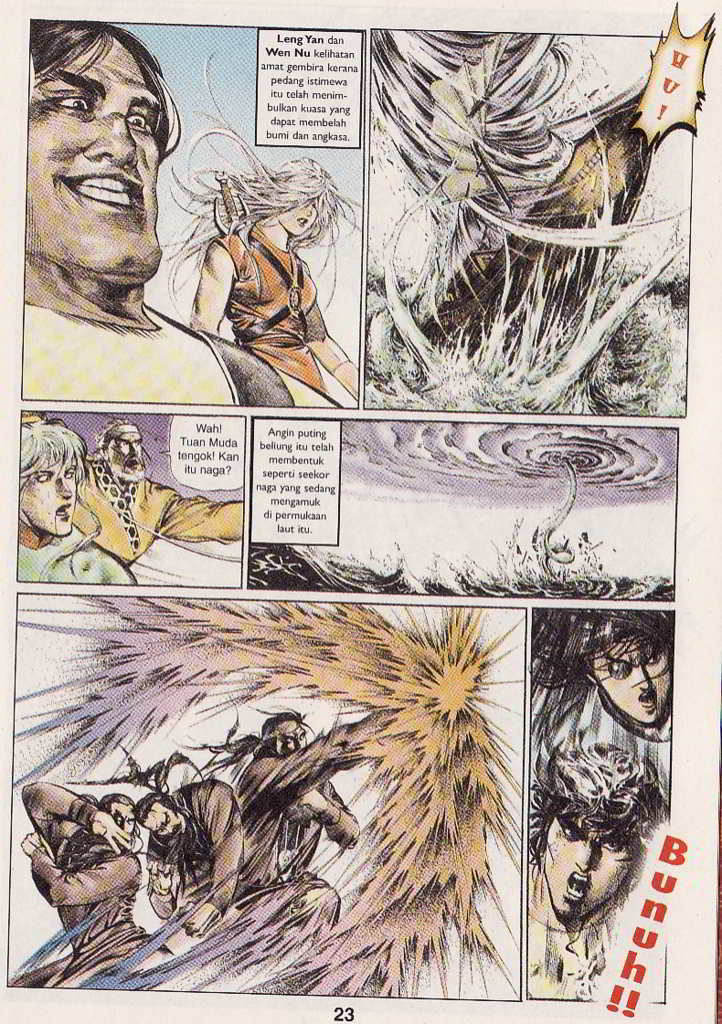 Leng Yan dan
Wen Nu kelihatan
amat gembira kerana
pedang istimewa
itu telah menim-
bulkan kuasa yang
dapat membelah
bumi dan angkasa.
Wah!
Tuan Muda
tengok! Kan
itu naga?
Angin puting
beliung itu telah
membentuk
seperti seekor
naga yang sedang
mengamuk
di permukaan
laut itu.
Bunuh!!
23